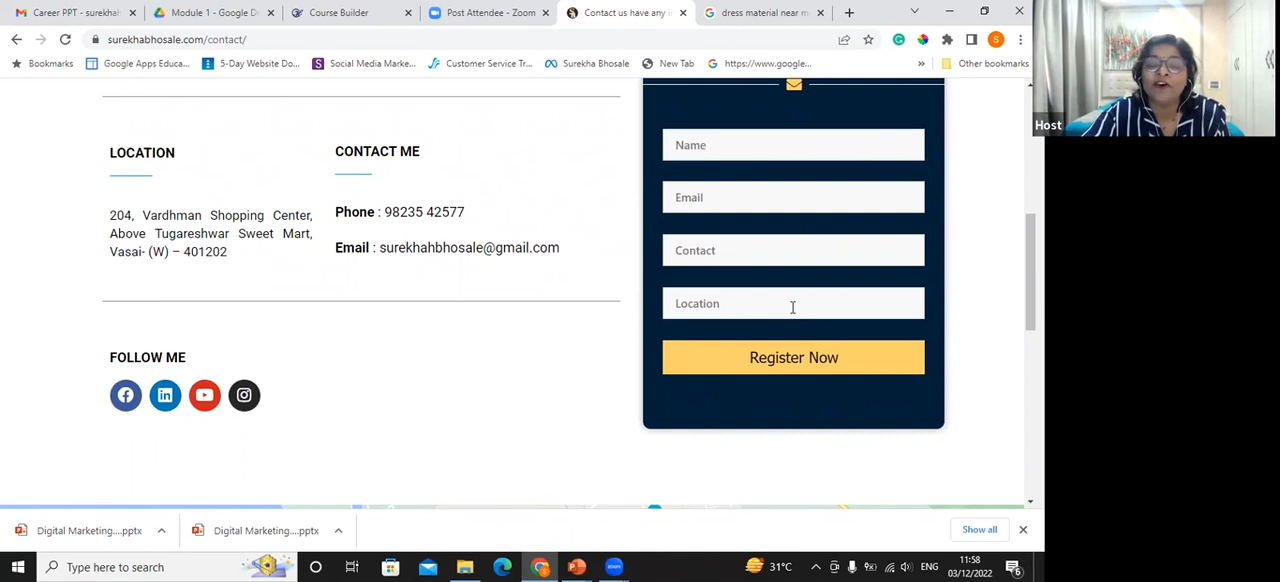 Career PPT - surekhal
Module 1 - Google Dr
Course Builder
Post Attendee - Zoom
Contact us have any i
dress material near m
surekhabhosale.com/contact/
S
Bookmarks
Google Apps Educa...
5-Day Website Do...
Social Media Marke...
Customer Service Tr...
Surekha Bhosale
New Tab
https://www.google...
»
Other bookmarks
Host
LOCATION
204, Vardhman Shopping Center,
Above Tugareshwar Sweet Mart,
Vasai- (W) – 401202
CONTACT ME
Phone : 98235 42577
Email : surekhahbhosale@gmail.com
FOLLOW ME
Name
Email
Contact
Location
Register Now
Digital Marketing....pptx
Digital Marketing....pptx
Show all
Type here to search
zoom
31°C
ENG
11:58
03/12/2022
6